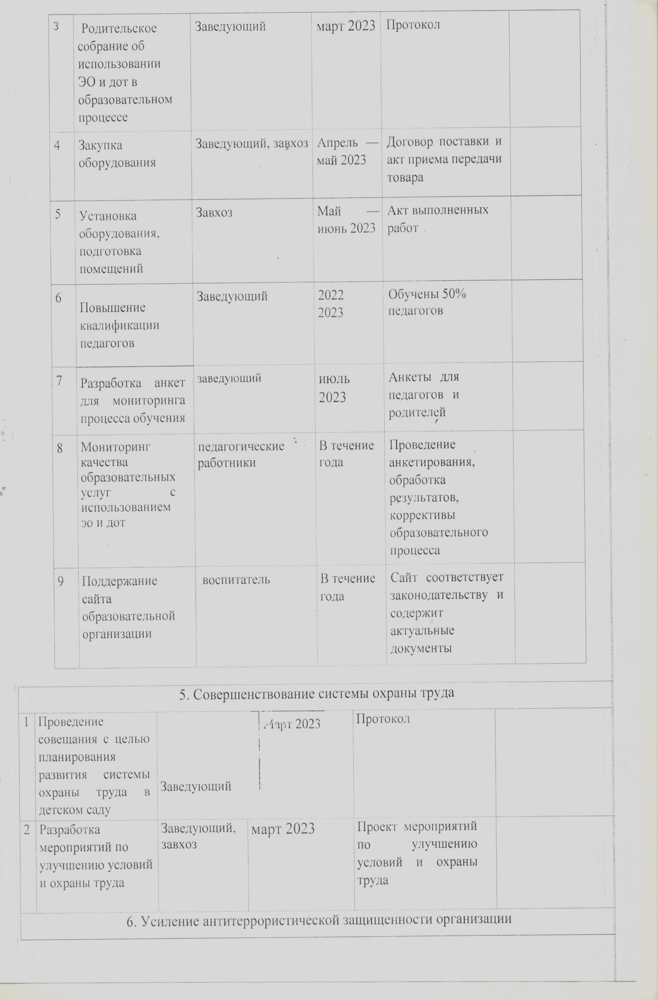 3
Родительское
собрание об
использовании
ЭО и дот в
образовательном
процессе
Заведующий
март 2023
Протокол
4
Закупка
оборудования
Заведующий, завхоз
Апрель —
май 2023
Договор поставки и
акт приема передачи
товара
5
Установка
оборудования,
подготовка
помещений
Завхоз
Май —
июнь 2023
Акт выполненных
работ .
6
Повышение
квалификации
педагогов
Заведующий
2022
2023
Обучены 50%
педагогов
7
Разработка анкет
для мониторинга
процесса обучения
заведующий
июль
2023
Анкеты для
педагогов и
родителей
8
Мониторинг
качества
образовательных
услуг с
использованием
эо и дот
педагогические
работники
В течение
года
Проведение
анкетирования,
обработка
результатов,
коррективы
образовательного
процесса
9
Поддержание
сайта
образовательной
организации
воспитатель
В течение
года
Сайт соответствует
законодательству и
содержит
актуальные
документы
5. Совершенствование системы охраны труда
1
Проведение
совещания с целью
планирования
развития системы
охраны труда в
детском саду
Заведующий
Март 2023
Протокол
2
Разработка
мероприятий по
улучшению условий
и охраны труда
Заведующий,
завхоз
март 2023
Проект мероприятий
по улучшению
условий и охраны
труда
6. Усиление антитеррористической защищенности организации